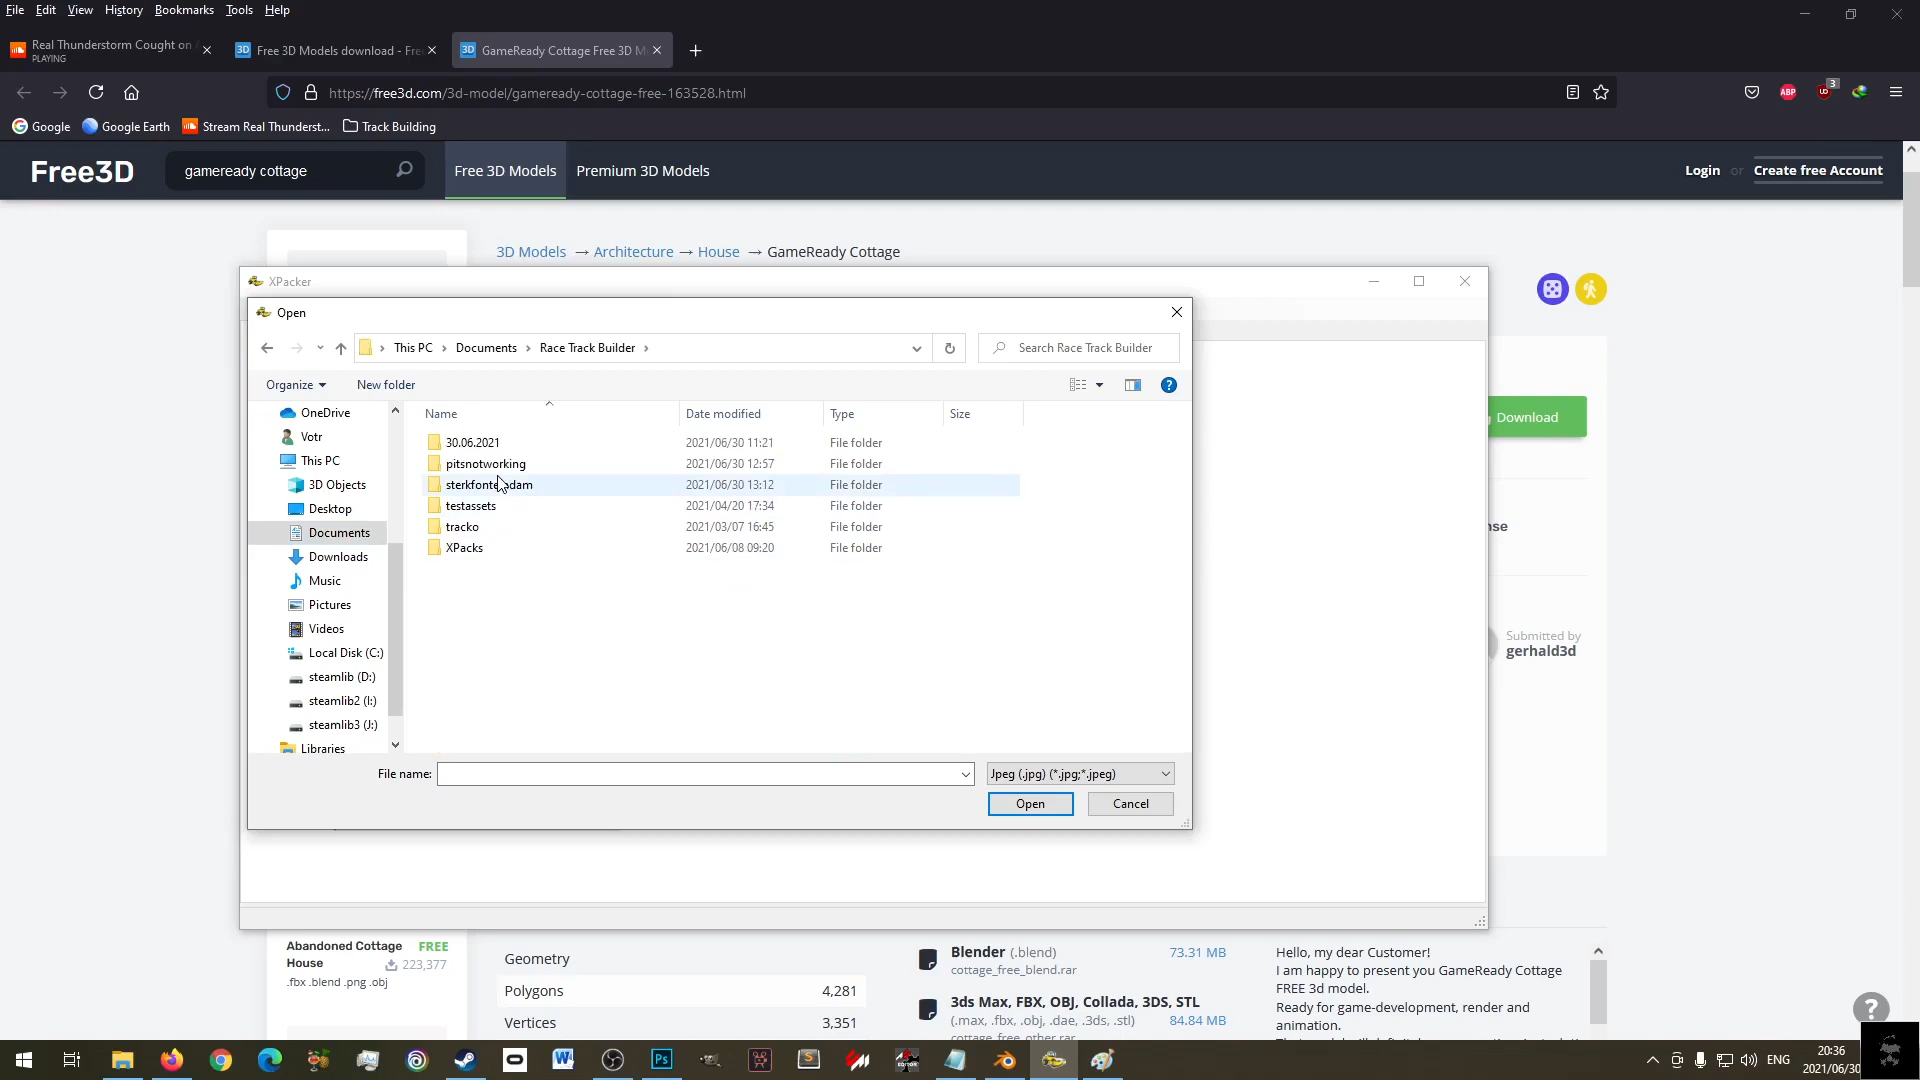 File Edit View History Bookmarks Tools Help
Real Thunderstorm Cought on
PLAYING
Free 3D Models download - Fre
GameReady Cottage Free 3D M
https://free3d.com/3d-model/gameready-cottage-free-163528.html
ABP
3
Google
Google Earth
Stream Real Thunderst...
Track Building
Free3D
gameready cottage
Free 3D Models
Premium 3D Models
Login or Create free Account
3D Models → Architecture → House → GameReady Cottage
XPacker
Open
This PC › Documents › Race Track Builder ›
Search Race Track Builder
Organize
New folder
Name Date modified Type Size
OneDrive
Votr
This PC
3D Objects
Desktop
Documents
Downloads
Music
Pictures
Videos
Local Disk (C:)
steamlib (D:)
steamlib2 (I:)
steamlib3 (J:)
Libraries
30.06.2021 2021/06/30 11:21 File folder
pitsnotworking 2021/06/30 12:57 File folder
sterkfonte dam 2021/06/30 13:12 File folder
testassets 2021/04/20 17:34 File folder
tracko 2021/03/07 16:45 File folder
XPacks 2021/06/08 09:20 File folder
File name:
Jpeg (.jpg) (*.jpg;*.jpeg)
Open
Cancel
Download
nse
Submitted by
gerhald3d
Abandoned Cottage House
FREE
223,377
.fbx .blend .png .obj
Geometry
Polygons 4,281
Vertices 3,351
Blender (.blend) 73.31 MB
cottage_free_blend.rar
3ds Max, FBX, OBJ, Collada, 3DS, STL
(.max, .fbx, .obj, .dae, .3ds, .stl) 84.84 MB
cottage_free_other.rar
Hello, my dear Customer!
I am happy to present you GameReady Cottage
FREE 3d model.
Ready for game-development, render and
animation.
?
ENG
20:36
2021/06/30